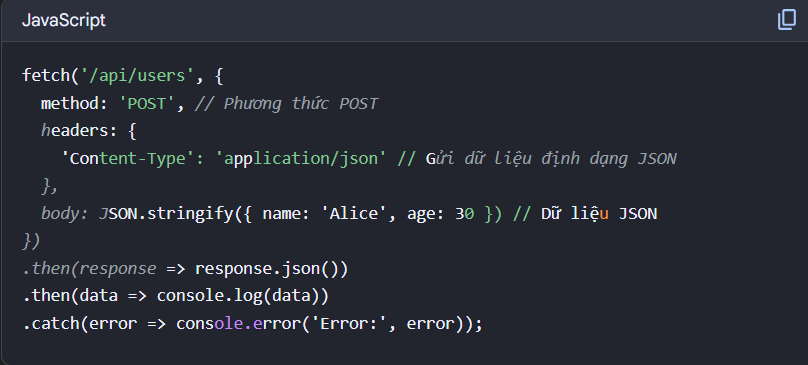 JavaScript
fetch('/api/users', {
  method: 'POST', // Phương thức POST
  headers: {
    'Content-Type': 'application/json' // Gửi dữ liệu định dạng JSON
  },
  body: JSON.stringify({ name: 'Alice', age: 30 }) // Dữ liệu JSON
})
.then(response => response.json())
.then(data => console.log(data))
.catch(error => console.error('Error:', error));